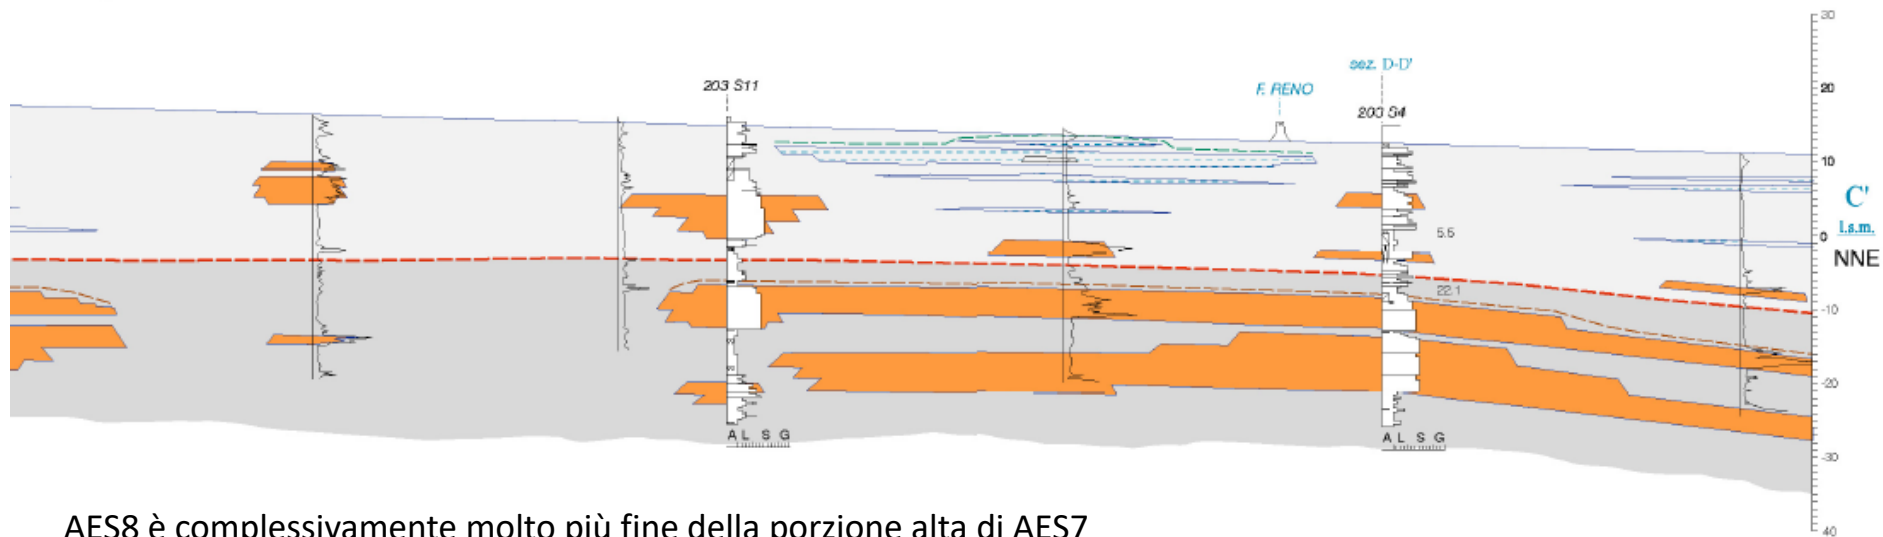 30
sez. D-D'
203 S11
F. RENO
20
203 S4
10
C'
5.5
0
l.s.m.
NNE
22.1
-10
-20
A L S G
A L S G
-30
AES8 è complessivamente molto più fine della porzione alta di AES7
40